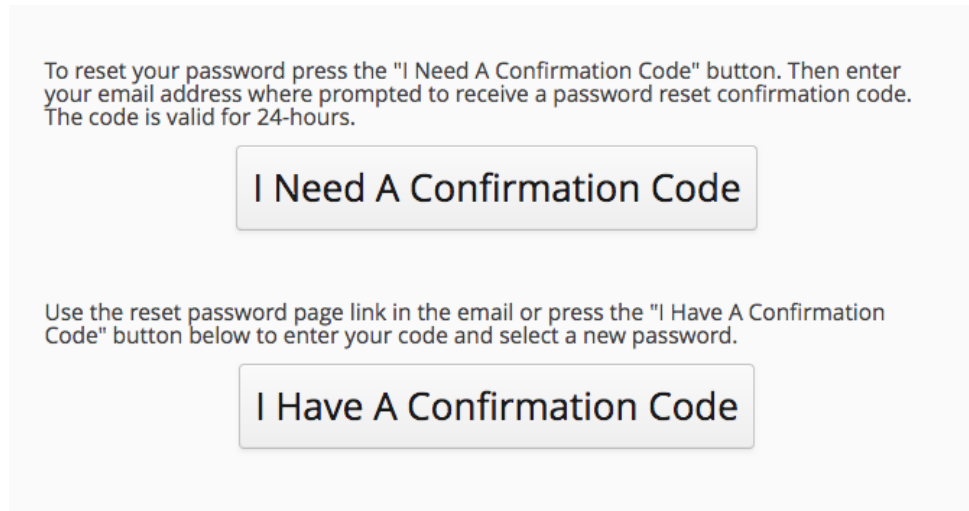 To reset your password press the "I Need A Confirmation Code" button. Then enter
your email address where prompted to receive a password reset confirmation code.
The code is valid for 24-hours.
I Need A Confirmation Code
Use the reset password page link in the email or press the "I Have A Confirmation
Code" button below to enter your code and select a new password.
I Have A Confirmation Code